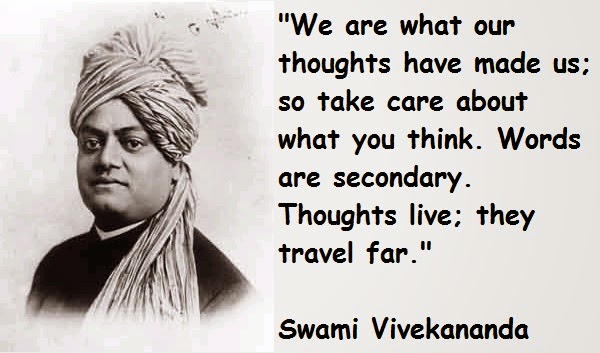 "We are what our
thoughts have made us;
so take care about
what you think. Words
are secondary.
Thoughts live; they
travel far."
Swami Vivekananda